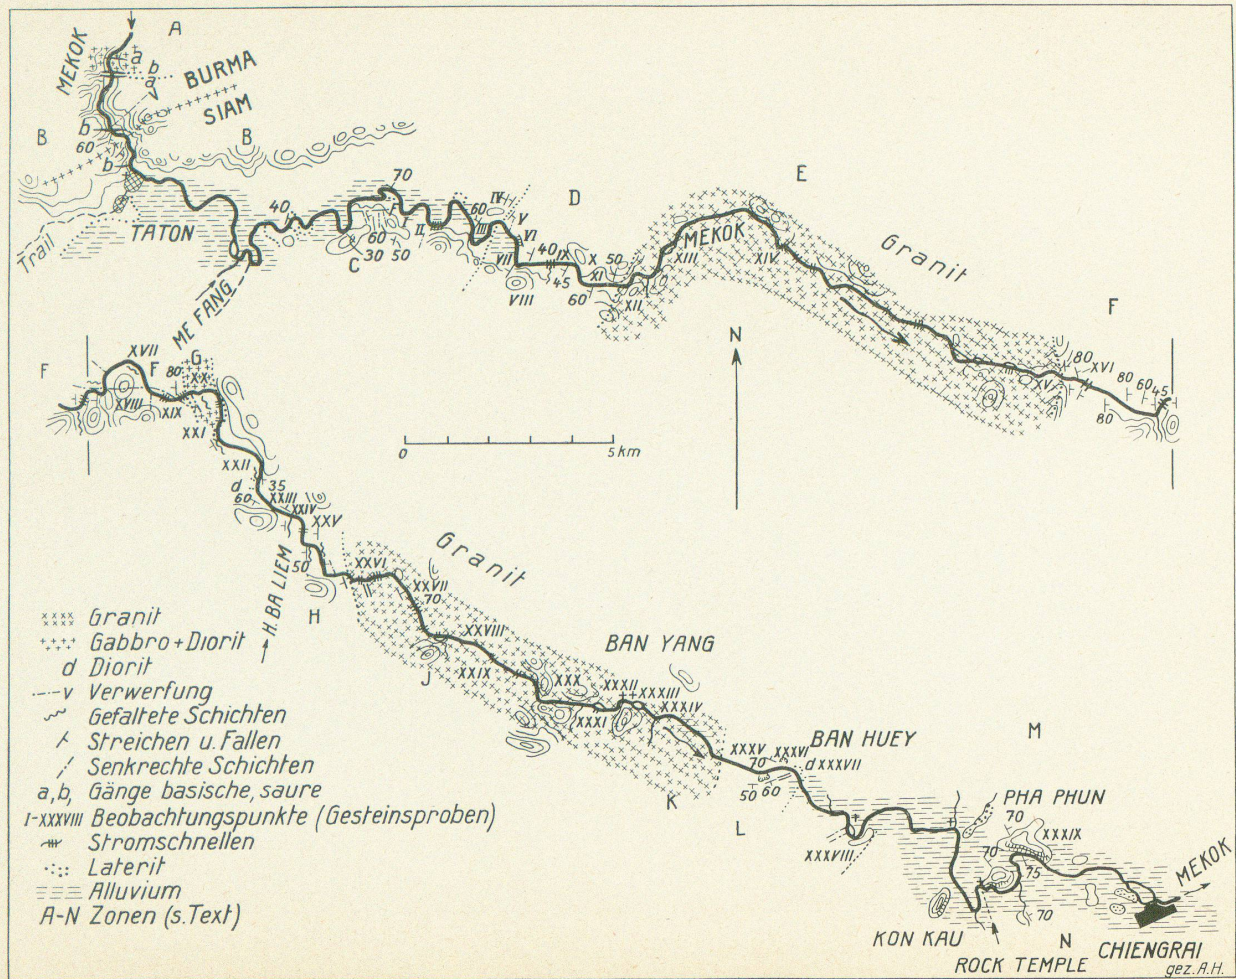 A
MEKOK
a
b
a
v
BURMA
SIAM
B
b
60
b
B
TATON
Trail
ME FANG
40
70
60
30 50
C
II
60
III
IV
V
VI
VII
VIII
D
40
IX
45
X
50
XI
60
XII
MEKOK
XIII
E
XIV
Granit
F
XV
80
XVI
80
60
45
80
N
0 5 km
F
XVII
F
80
G
XX
XVIII
XIX
XXI
XXII
d
35
60
XXIII
XXIV
XXV
50
H. BA LIEM
H
Granit
XXVI
XXVII
70
XXVIII
J
XXIX
XXX
BAN YANG
XXXI
XXXII
XXXIII
XXXIV
K
XXXV
70
XXXVI
BAN HUEY
d XXXVII
50
60
L
XXXVIII
M
PHA PHUN
70
XXXIX
70
75
70
KON KAU
ROCK TEMPLE
N
CHIENGRAI
MEKOK
gez. A.H.
Granit
Gabbro + Diorit
d Diorit
v Verwerfung
Gefaltete Schichten
Streichen u. Fallen
Senkrechte Schichten
a, b, Gänge basische, saure
I-XXXVIII Beobachtungspunkte (Gesteinsproben)
Stromschnellen
Laterit
Alluvium
A-N Zonen (s. Text)